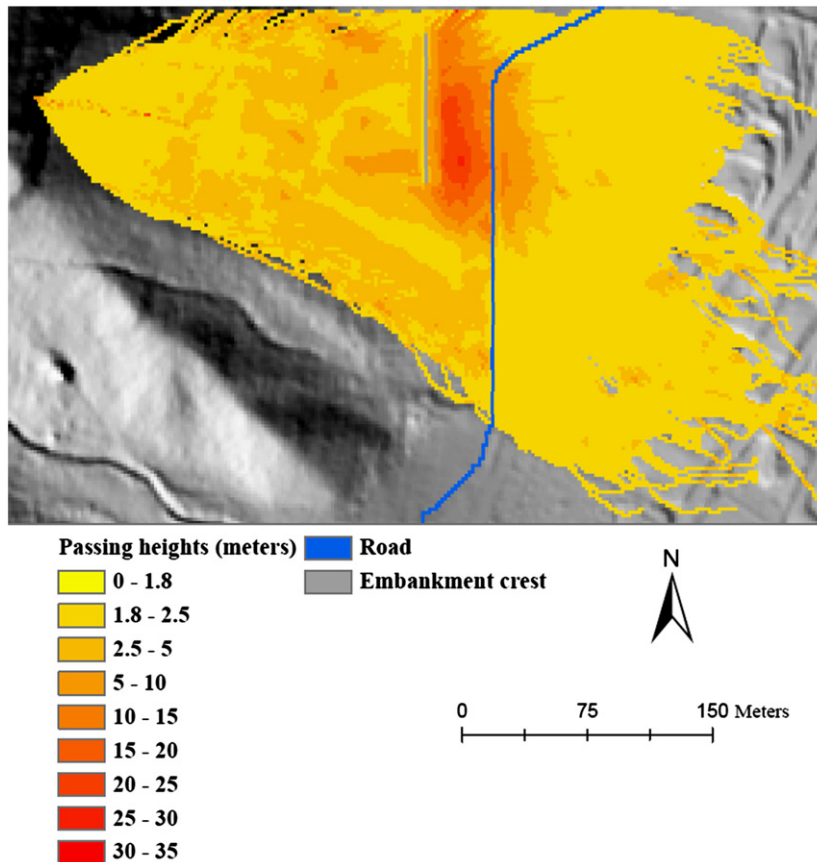 Passing heights (meters)
0 - 1.8
1.8 - 2.5
2.5 - 5
5 - 10
10 - 15
15 - 20
20 - 25
25 - 30
30 - 35
Road
Embankment crest
N
0 75 150 Meters